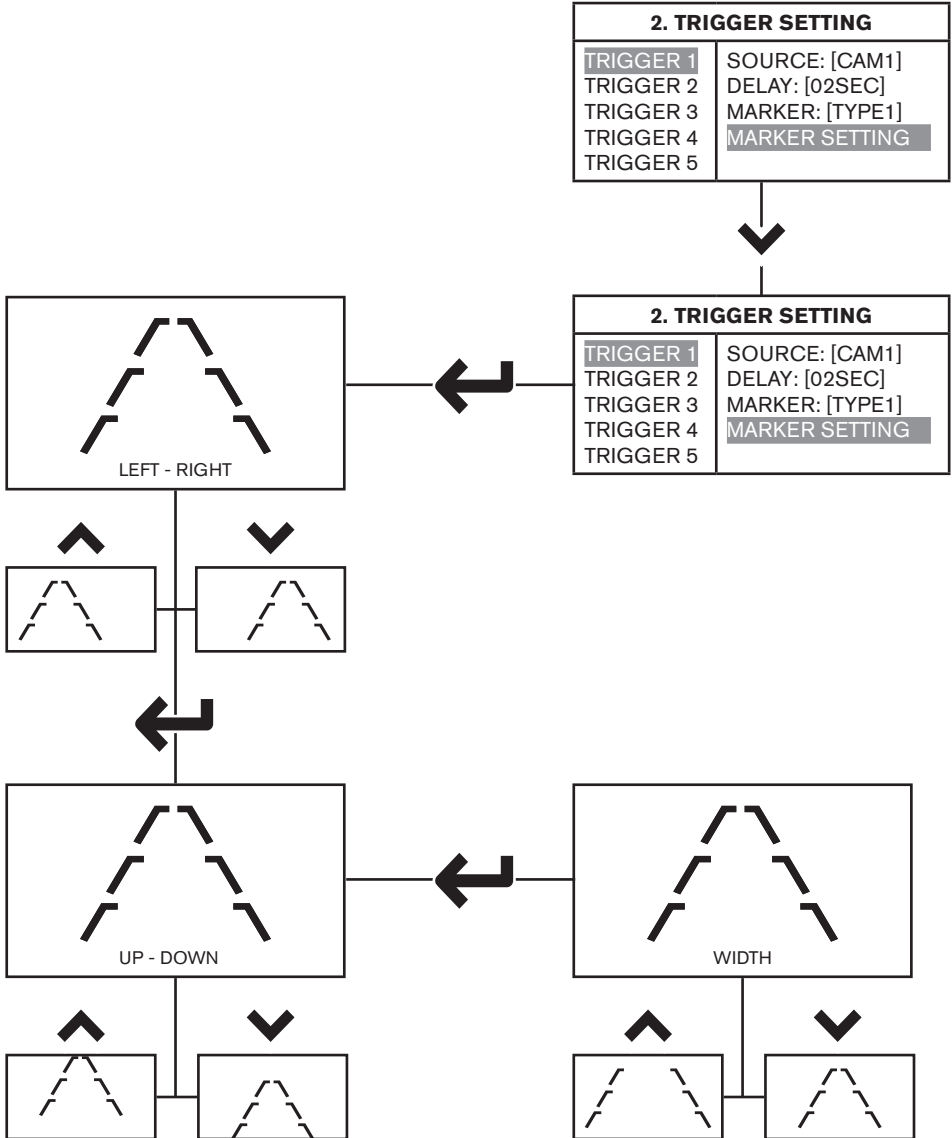 2. TRIGGER SETTING
TRIGGER 1
TRIGGER 2
TRIGGER 3
TRIGGER 4
TRIGGER 5
SOURCE: [CAM1]
DELAY: [02SEC]
MARKER: [TYPE1]
MARKER SETTING
2. TRIGGER SETTING
TRIGGER 1
TRIGGER 2
TRIGGER 3
TRIGGER 4
TRIGGER 5
SOURCE: [CAM1]
DELAY: [02SEC]
MARKER: [TYPE1]
MARKER SETTING
LEFT - RIGHT
UP - DOWN
WIDTH